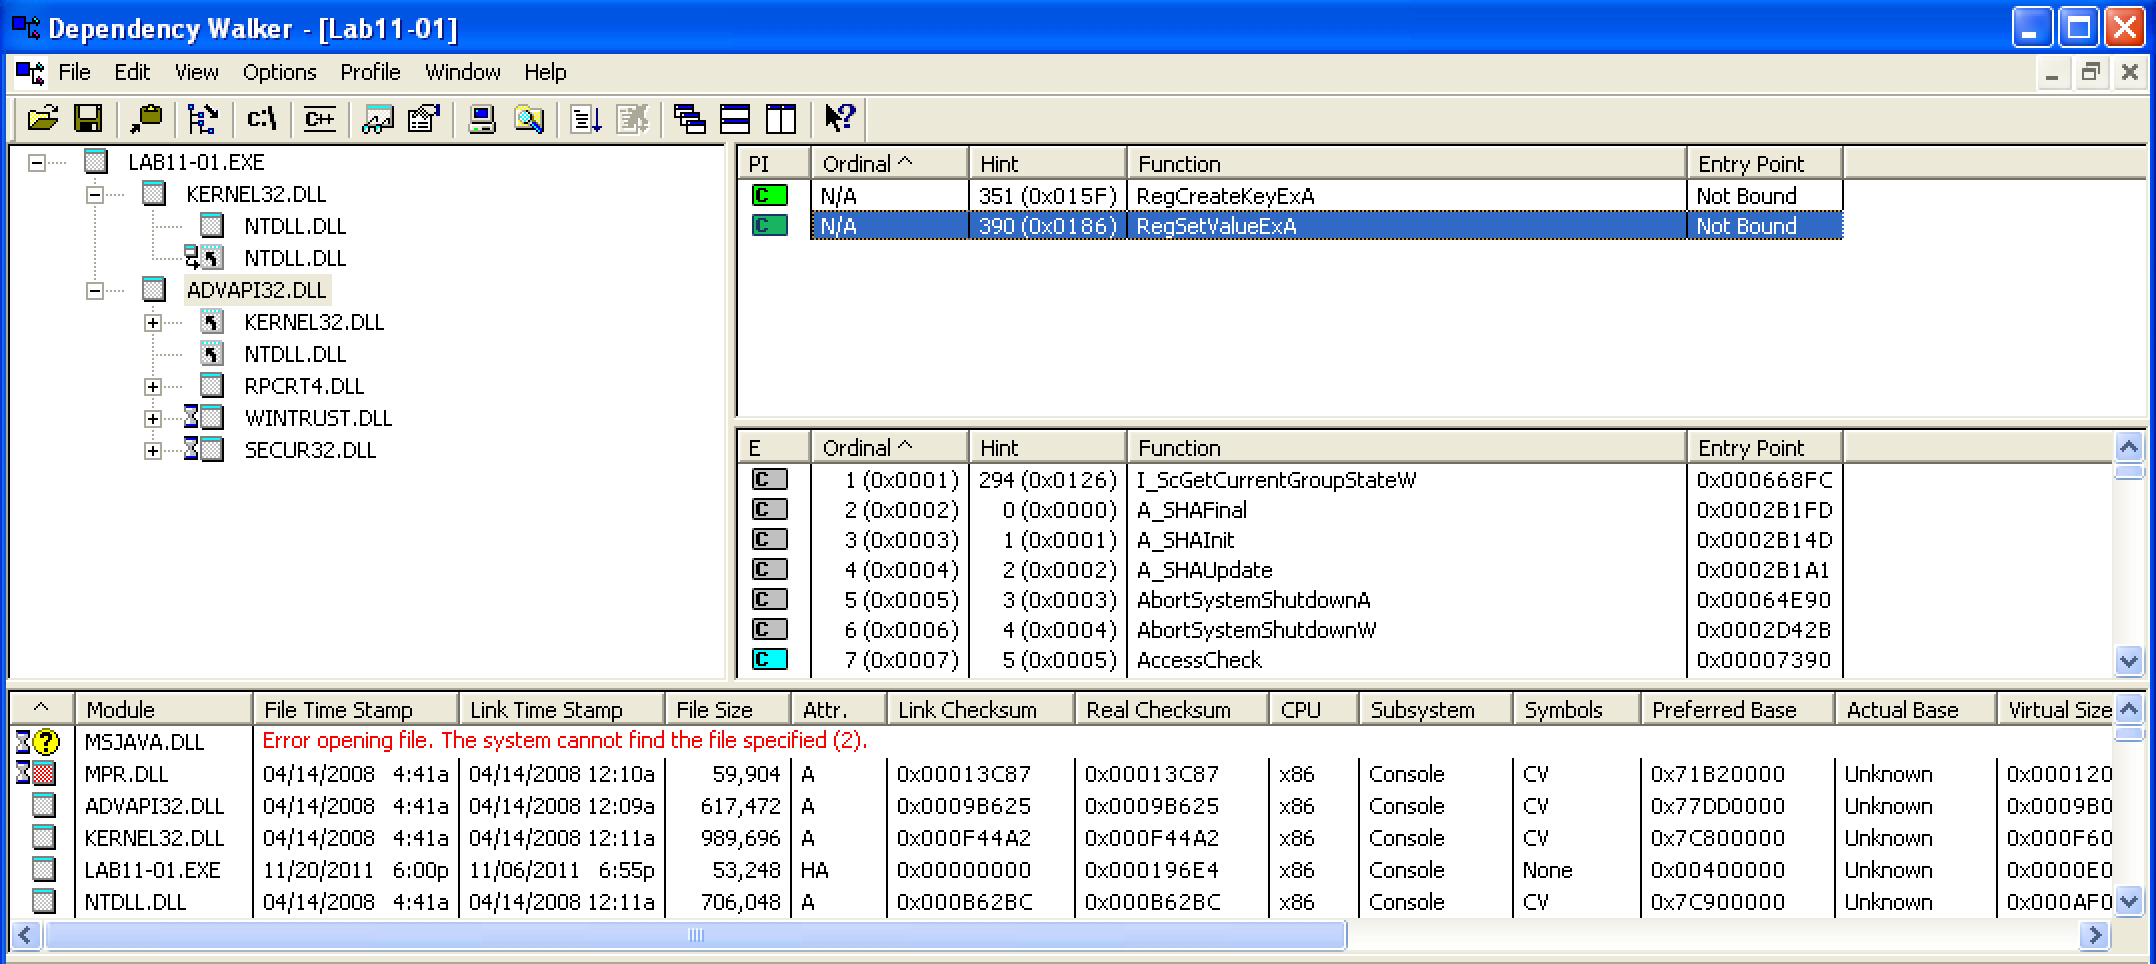 Dependency Walker - [Lab11-01]
File Edit View Options Profile Window Help
C:\ C++ ?
LAB11-01.EXE
KERNEL32.DLL
NTDLL.DLL
NTDLL.DLL
ADVAPI32.DLL
KERNEL32.DLL
NTDLL.DLL
RPCRT4.DLL
WINTRUST.DLL
SECUR32.DLL
PI Ordinal ^ Hint Function Entry Point
C N/A 351 (0x015F) RegCreateKeyExA Not Bound
C N/A 390 (0x0186) RegSetValueExA Not Bound
E Ordinal ^ Hint Function Entry Point
C 1 (0x0001) 294 (0x0126) I_ScGetCurrentGroupStateW 0x000668FC
C 2 (0x0002) 0 (0x0000) A_SHAFinal 0x0002B1FD
C 3 (0x0003) 1 (0x0001) A_SHAInit 0x0002B14D
C 4 (0x0004) 2 (0x0002) A_SHAUpdate 0x0002B1A1
C 5 (0x0005) 3 (0x0003) AbortSystemShutdownA 0x00064E90
C 6 (0x0006) 4 (0x0004) AbortSystemShutdownW 0x0002D42B
C 7 (0x0007) 5 (0x0005) AccessCheck 0x00007390
^ Module File Time Stamp Link Time Stamp File Size Attr. Link Checksum Real Checksum CPU Subsystem Symbols Preferred Base Actual Base Virtual Size
? MSJAVA.DLL Error opening file. The system cannot find the file specified (2).
MPR.DLL 04/14/2008 4:41a 04/14/2008 12:10a 59,904 A 0x00013C87 0x00013C87 x86 Console CV 0x71B20000 Unknown 0x000120
ADVAPI32.DLL 04/14/2008 4:41a 04/14/2008 12:09a 617,472 A 0x0009B625 0x0009B625 x86 Console CV 0x77DD0000 Unknown 0x0009B0
KERNEL32.DLL 04/14/2008 4:41a 04/14/2008 12:11a 989,696 A 0x000F44A2 0x000F44A2 x86 Console CV 0x7C800000 Unknown 0x000F60
LAB11-01.EXE 11/20/2011 6:00p 11/06/2011 6:55p 53,248 HA 0x00000000 0x000196E4 x86 Console None 0x00400000 Unknown 0x0000E0
NTDLL.DLL 04/14/2008 4:41a 04/14/2008 12:11a 706,048 A 0x000B62BC 0x000B62BC x86 Console CV 0x7C900000 Unknown 0x000AF0